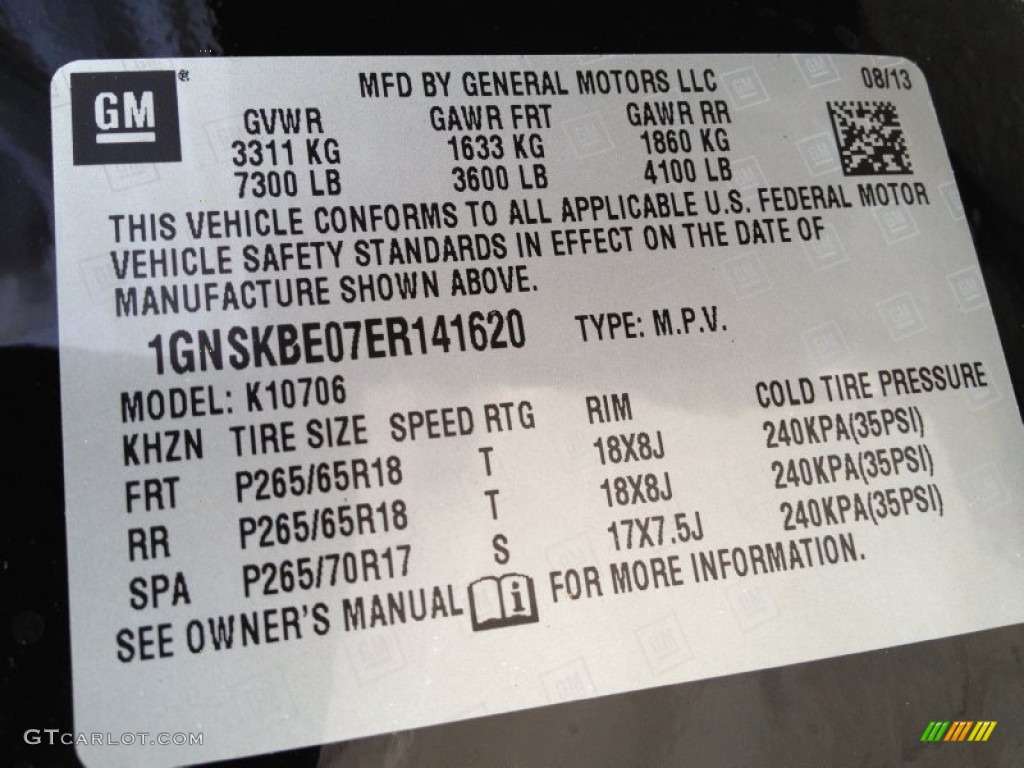 GM®
MFD BY GENERAL MOTORS LLC 08/13
GVWR GAWR FRT GAWR RR
3311 KG 1633 KG 1860 KG
7300 LB 3600 LB 4100 LB
THIS VEHICLE CONFORMS TO ALL APPLICABLE U.S. FEDERAL MOTOR
VEHICLE SAFETY STANDARDS IN EFFECT ON THE DATE OF
MANUFACTURE SHOWN ABOVE.
1GNSKBE07ER141620 TYPE: M.P.V.
MODEL: K10706
KHZN TIRE SIZE SPEED RTG RIM COLD TIRE PRESSURE
FRT P265/65R18 T 18X8J 240KPA(35PSI)
RR P265/65R18 T 18X8J 240KPA(35PSI)
SPA P265/70R17 S 17X7.5J 240KPA(35PSI)
SEE OWNER'S MANUAL i FOR MORE INFORMATION.
GTCARLOT.COM